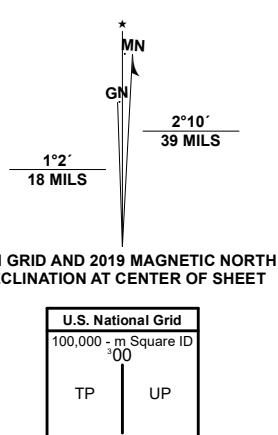 ★
MN
GN
2°10´
39 MILS
1°2´
18 MILS
GRID AND 2019 MAGNETIC NORTH
CLINATION AT CENTER OF SHEET
U.S. National Grid
100,000 - m Square ID
³00
TP UP